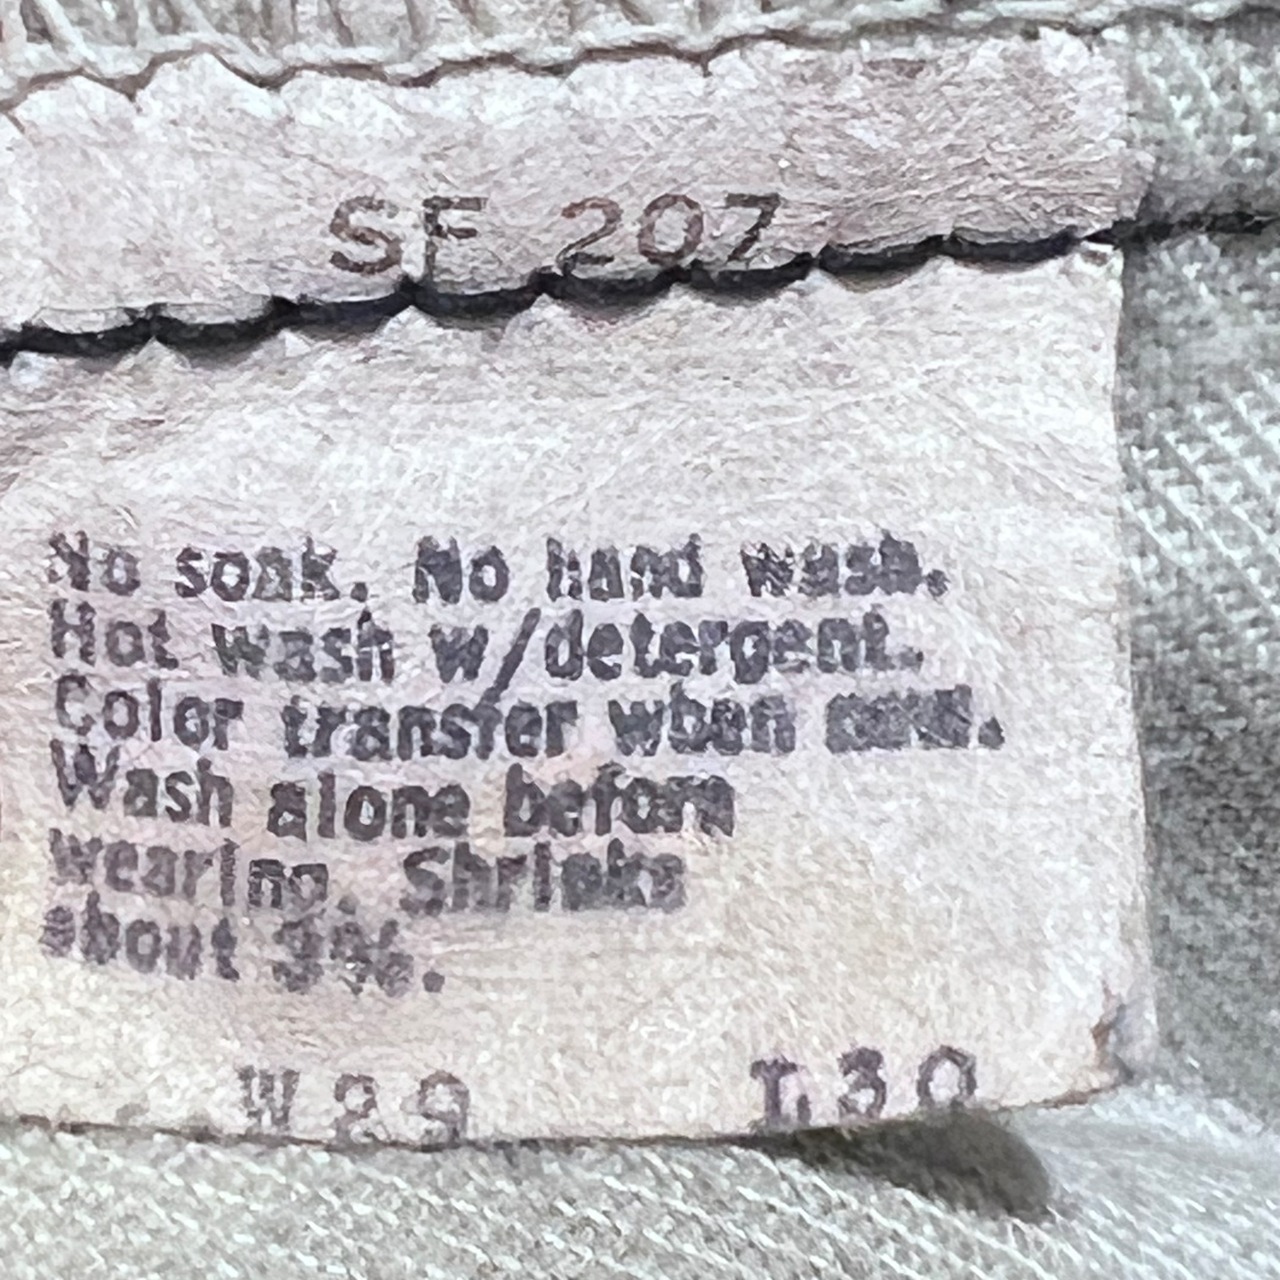 SF 207
No soak. No hand wash.
Hot wash w/detergent.
Color transfer when new.
Wash alone before
wearing. Shrinks
about 3%.
W29 L30